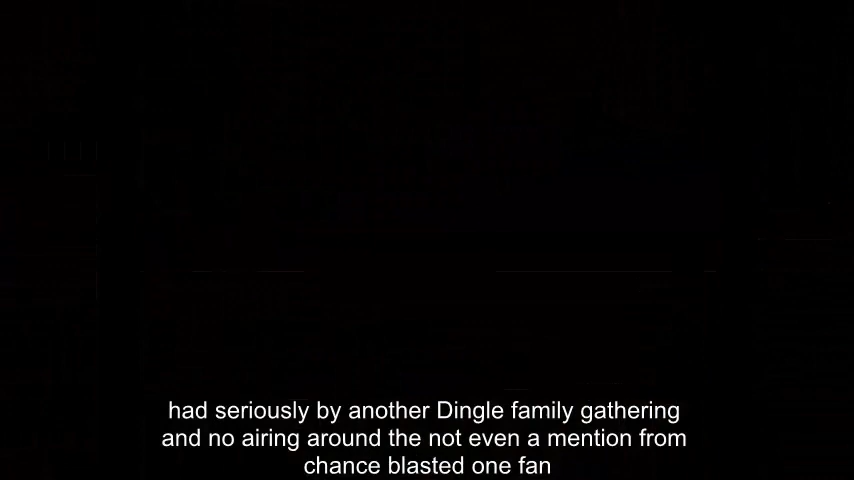 had seriously by another Dingle family gathering
and no airing around the not even a mention from
chance blasted one fan